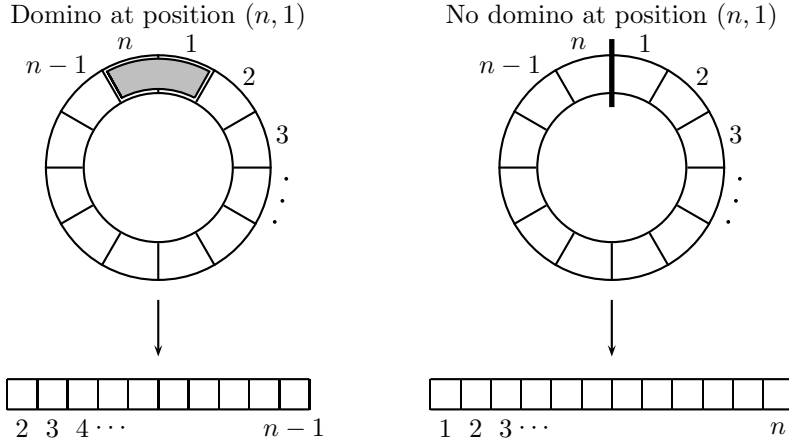 Domino at position (n, 1)
No domino at position (n, 1)
n − 1
n
1
2
3
n − 1
n
1
2
3
2 3 4 ··· n − 1
1 2 3 ··· n